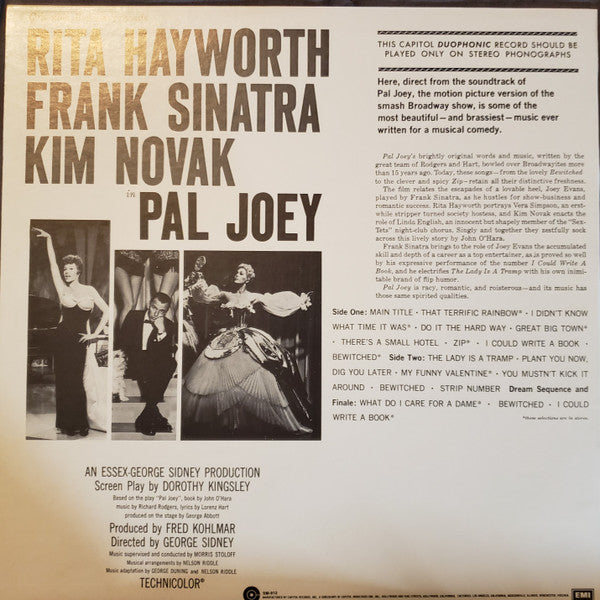 RITA HAYWORTH
FRANK SINATRA
KIM NOVAK
in
PAL JOEY
AN ESSEX-GEORGE SIDNEY PRODUCTION
Screen Play by DOROTHY KINGSLEY
Based on the play "Pal Joey", book by John O'Hara
music by Richard Rodgers, lyrics by Lorenz Hart
produced on the stage by George Abbott
Produced by FRED KOHLMAR
Directed by GEORGE SIDNEY
Music supervised and conducted by MORRIS STOLOFF
Musical arrangements by NELSON RIDDLE
Music adaptation by GEORGE DUNING and NELSON RIDDLE
TECHNICOLOR®
THIS CAPITOL DUOPHONIC RECORD SHOULD BE
PLAYED ONLY ON STEREO PHONOGRAPHS
Here, direct from the soundtrack of
Pal Joey, the motion picture version of the
smash Broadway show, is some of the
most beautiful—and brassiest—music ever
written for a musical comedy.
Pal Joey's brightly original words and music, written by the
great team of Rodgers and Hart, bowled over Broadwayites more
than 15 years ago. Today, these songs—from the lovely Bewitched
to the clever and spicy Zip—retain all their distinctive freshness.
The film relates the escapades of a lovable heel, Joey Evans,
played by Frank Sinatra, as he hustles for show-business and
romantic success. Rita Hayworth portrays Vera Simpson, an erst-
while stripper turned society hostess, and Kim Novak enacts the
role of Linda English, an innocent but shapely member of the "Sex-
Tets" night-club chorus. Singly and together they zestfully sock
across this lively story by John O'Hara.
Frank Sinatra brings to the role of Joey Evans the accumulated
skill and depth of a career as a top entertainer, as is proved so well
by his expressive performance of the number I Could Write A
Book, and he electrifies The Lady Is A Tramp with his own inimi-
table brand of flip humor.
Pal Joey is racy, romantic, and roisterous—and its music has
those same spirited qualities.
Side One: MAIN TITLE · THAT TERRIFIC RAINBOW* · I DIDN'T KNOW
WHAT TIME IT WAS* · DO IT THE HARD WAY · GREAT BIG TOWN*
· THERE'S A SMALL HOTEL · ZIP* · I COULD WRITE A BOOK ·
BEWITCHED* Side Two: THE LADY IS A TRAMP · PLANT YOU NOW,
DIG YOU LATER · MY FUNNY VALENTINE* · YOU MUSTN'T KICK IT
AROUND · BEWITCHED · STRIP NUMBER Dream Sequence and
Finale: WHAT DO I CARE FOR A DAME* · BEWITCHED · I COULD
WRITE A BOOK*
*these selections are in stereo.
EMI